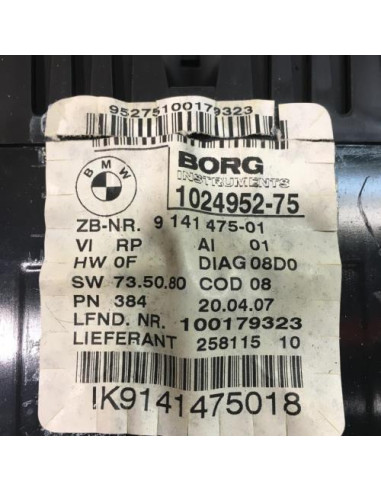 95275100179323
BMW
BORG
INSTRUMENTS
1024952-75
ZB-NR. 9 141 475-01
VI RP AI 01
HW 0F DIAG 08D0
SW 73.50.80 COD 08
PN 384 20.04.07
LFND. NR. 100179323
LIEFERANT 258115 10
IK9141475018